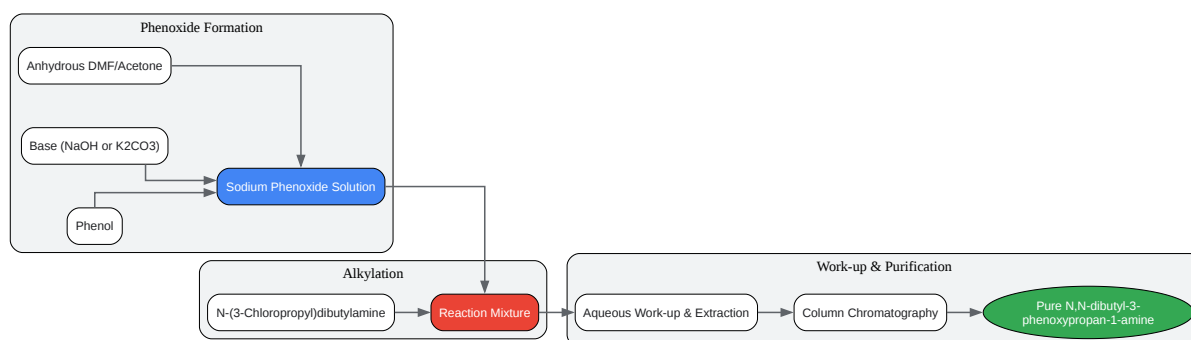 Phenoxide Formation
Anhydrous DMF/Acetone
Base (NaOH or K2CO3)
Sodium Phenoxide Solution
Phenol
Alkylation
N-(3-Chloropropyl)dibutylamine
Reaction Mixture
Work-up & Purification
Aqueous Work-up & Extraction
Column Chromatography
Pure N,N-dibutyl-3-
phenoxypropan-1-amine